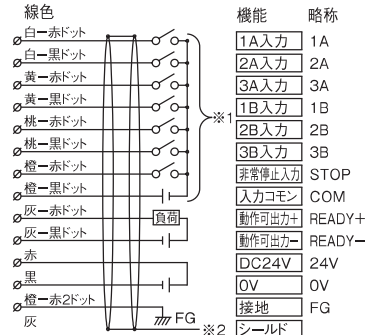 線色 機能 略称
白ー赤ドット 1A入力 1A
白ー黒ドット 2A入力 2A
黄ー赤ドット 3A入力 3A
黄ー黒ドット ※1 1B入力 1B
桃ー赤ドット 2B入力 2B
桃ー黒ドット 3B入力 3B
橙ー赤ドット 非常停止入力 STOP
橙ー黒ドット 入力コモン COM
灰ー赤ドット 負荷 動作可出力+ READY+
灰ー黒ドット 動作可出力ー READYー
赤 DC24V 24V
黒 0V 0V
橙ー赤2ドット FG 接地 FG
灰 ※2 シールド